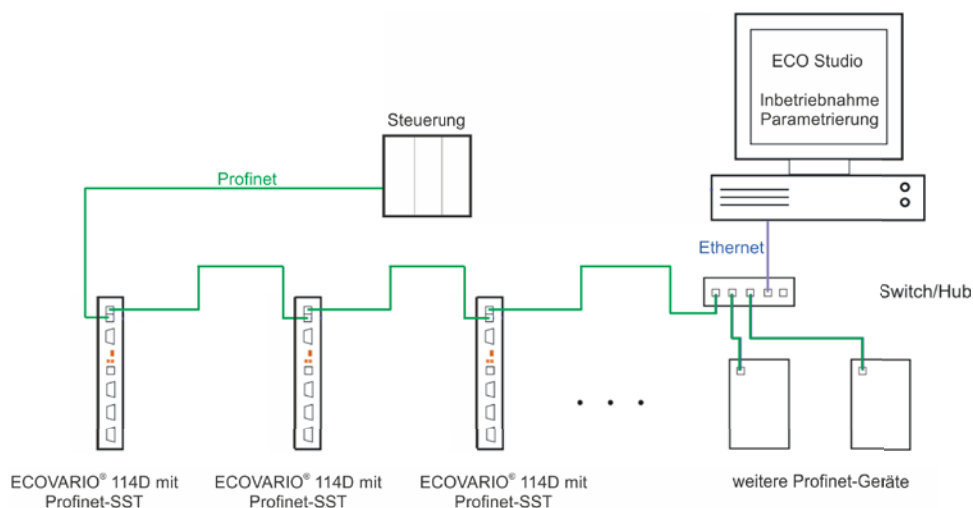 ECO Studio
Inbetriebnahme
Parametrierung
Steuerung
Profinet
Ethernet
Switch/Hub
ECOVARIO® 114D mit
Profinet-SST
ECOVARIO® 114D mit
Profinet-SST
ECOVARIO® 114D mit
Profinet-SST
weitere Profinet-Geräte